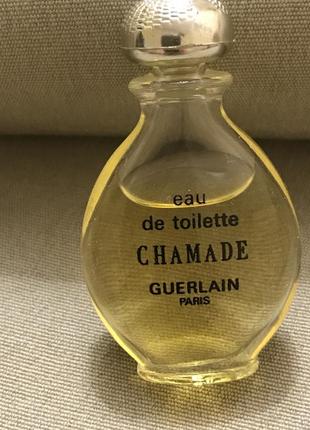 eau
de toilette
CHAMADE
GUERLAIN
PARIS